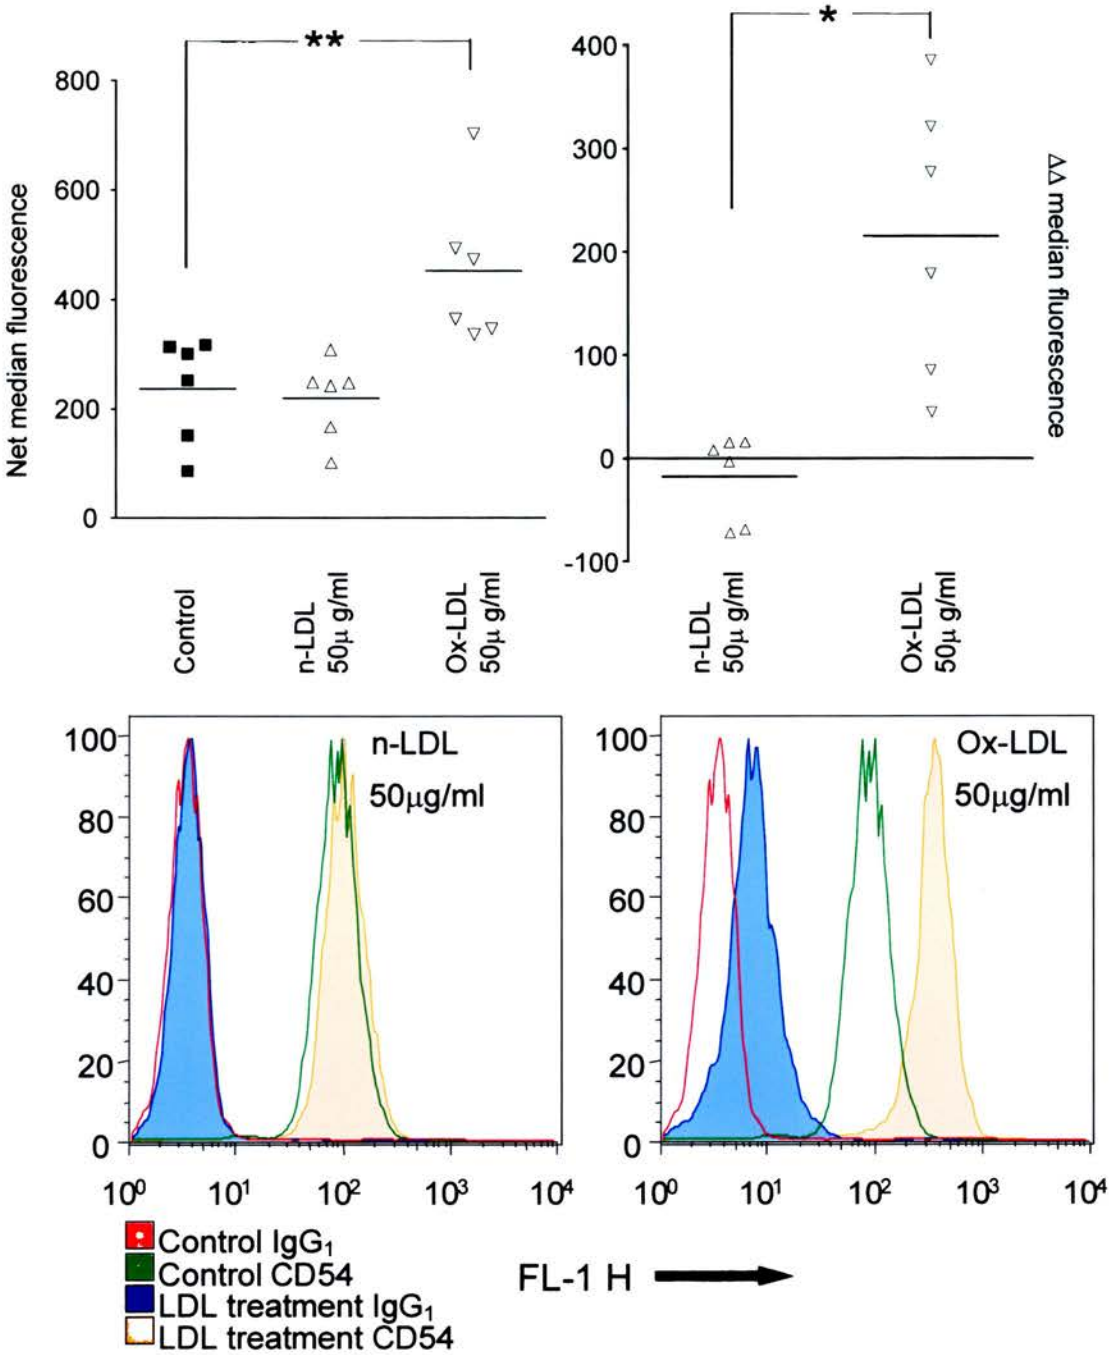 **
800
600
400
200
0
Net median fluorescence
Control
n-LDL
50μ g/ml
Ox-LDL
50μ g/ml
*
400
300
200
100
0
-100
ΔΔ median fluorescence
n-LDL
50μ g/ml
Ox-LDL
50μ g/ml
n-LDL
50μg/ml
100
80
60
40
20
0
10⁰ 10¹ 10² 10³ 10⁴
Ox-LDL
50μg/ml
100
80
60
40
20
0
10⁰ 10¹ 10² 10³ 10⁴
Control IgG₁
Control CD54
LDL treatment IgG₁
LDL treatment CD54
FL-1 H